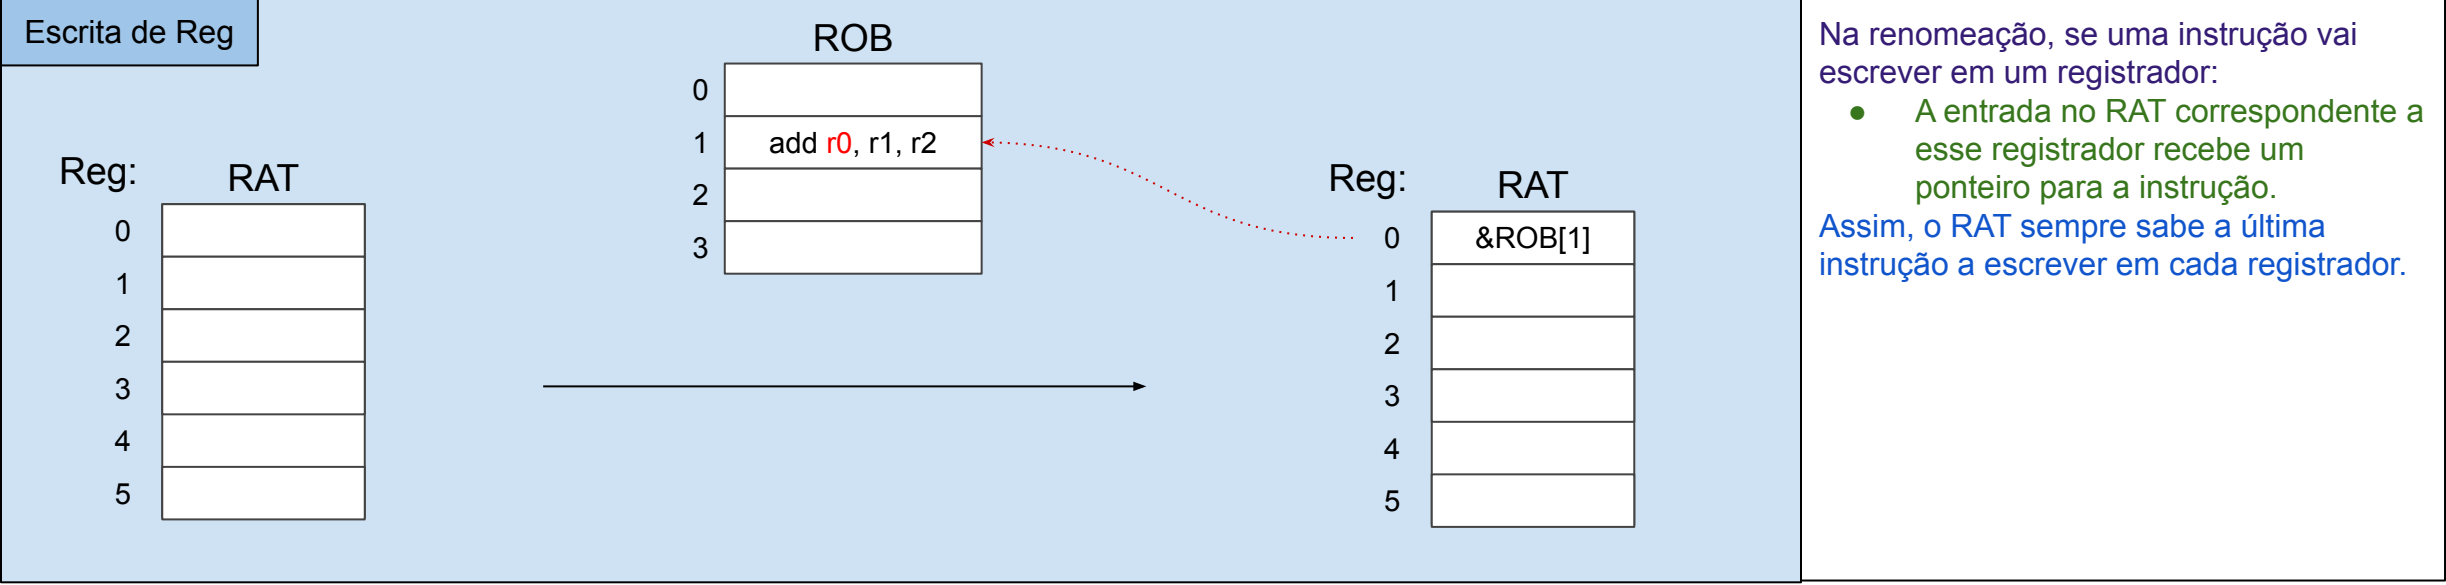 Escrita de Reg
ROB
0
1 add r0, r1, r2
2
3
Reg: RAT
0
1
2
3
4
5
Reg: RAT
0 &ROB[1]
1
2
3
4
5
Na renomeação, se uma instrução vai
escrever em um registrador:
● A entrada no RAT correspondente a
esse registrador recebe um
ponteiro para a instrução.
Assim, o RAT sempre sabe a última
instrução a escrever em cada registrador.